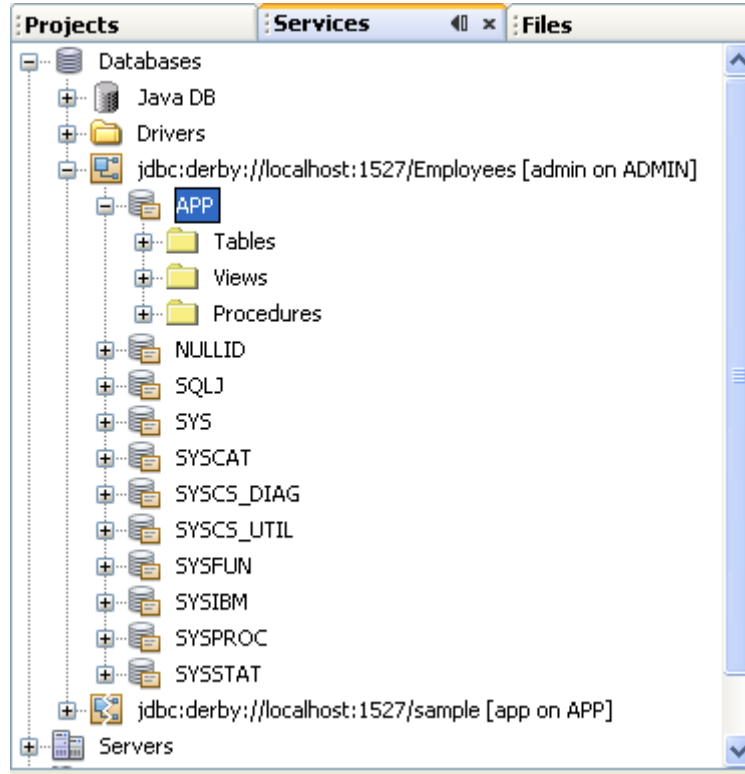 Projects Services Files
Databases
Java DB
Drivers
jdbc:derby://localhost:1527/Employees [admin on ADMIN]
APP
Tables
Views
Procedures
NULLID
SQLJ
SYS
SYSCAT
SYSCS_DIAG
SYSCS_UTIL
SYSFUN
SYSIBM
SYSPROC
SYSSTAT
jdbc:derby://localhost:1527/sample [app on APP]
Servers